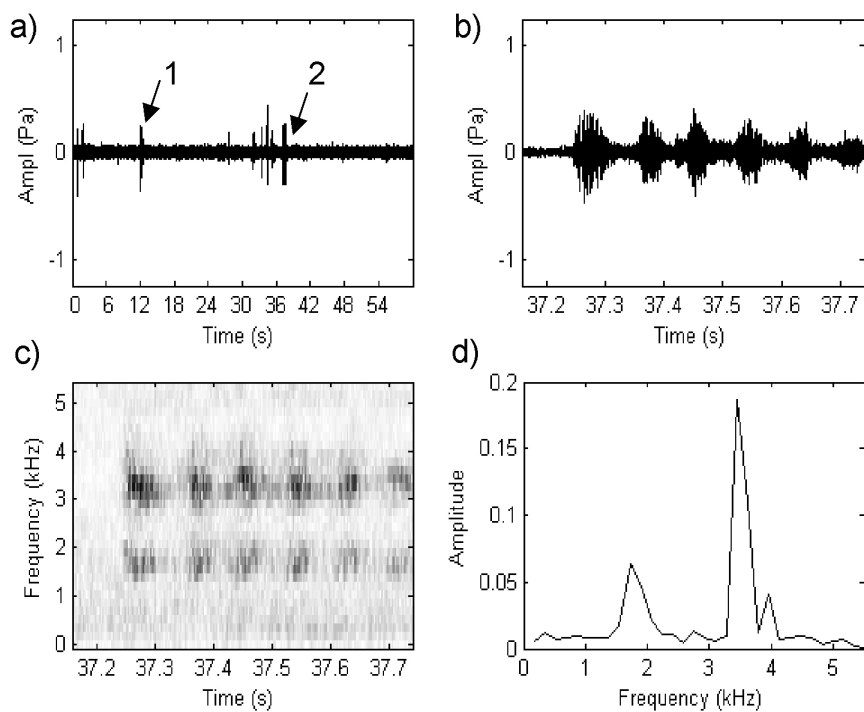 a)
1
2
1
0
-1
Ampl (Pa)
0 6 12 18 24 30 36 42 48 54
Time (s)
b)
1
0
-1
Ampl (Pa)
37.2 37.3 37.4 37.5 37.6 37.7
Time (s)
c)
5
4
3
2
1
0
Frequency (kHz)
37.2 37.3 37.4 37.5 37.6 37.7
Time (s)
d)
0.2
0.15
0.1
0.05
0
Amplitude
0 1 2 3 4 5
Frequency (kHz)